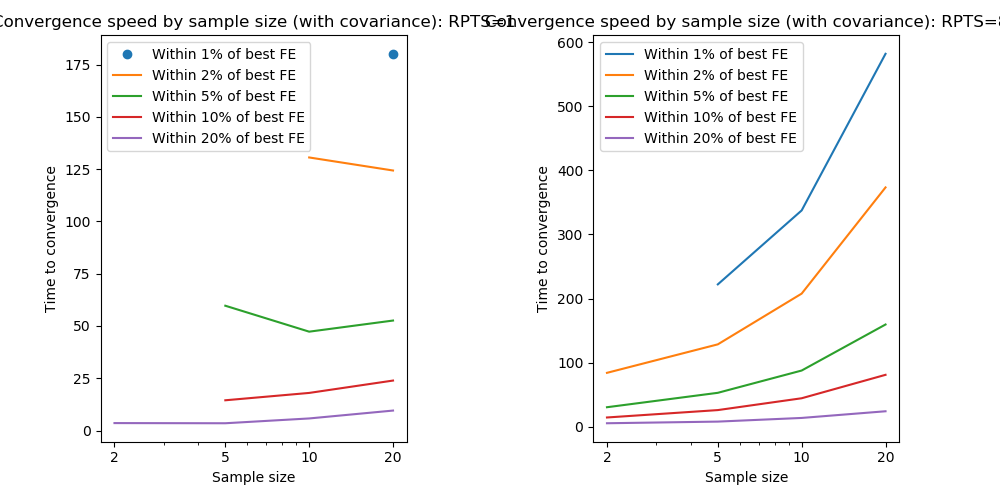 Convergence speed by sample size (with covariance): RPTS=1
Time to convergence
175
150
125
100
75
50
25
0
Within 1% of best FE
Within 2% of best FE
Within 5% of best FE
Within 10% of best FE
Within 20% of best FE
2
5
10
20
Sample size
Convergence speed by sample size (with covariance): RPTS=8
Time to convergence
600
500
400
300
200
100
0
Within 1% of best FE
Within 2% of best FE
Within 5% of best FE
Within 10% of best FE
Within 20% of best FE
2
5
10
20
Sample size